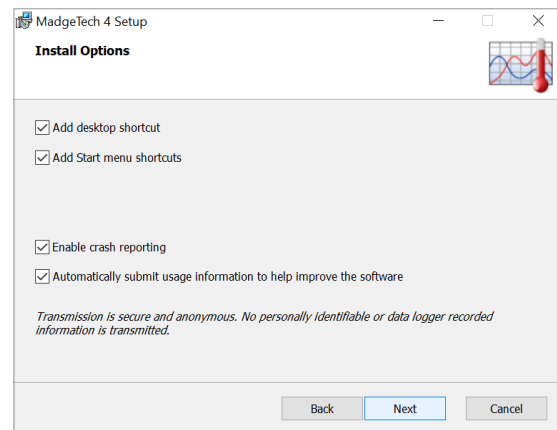 MadgeTech 4 Setup
Install Options
Add desktop shortcut
Add Start menu shortcuts
Enable crash reporting
Automatically submit usage information to help improve the software
Transmission is secure and anonymous. No personally identifiable or data logger recorded
information is transmitted.
Back Next Cancel